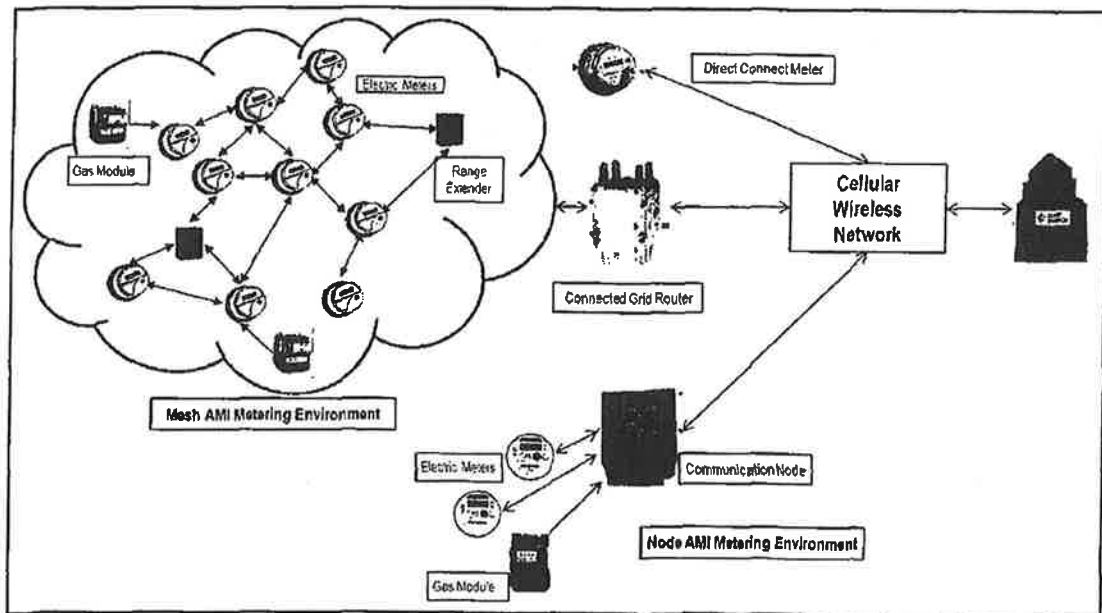 Electric Meters
Gas Module
Range
Extender
Mesh AMI Metering Environment
Direct Connect Meter
Connected Grid Router
Cellular
Wireless
Network
Electric Meters
Communication Node
Gas Module
Node AMI Metering Environment